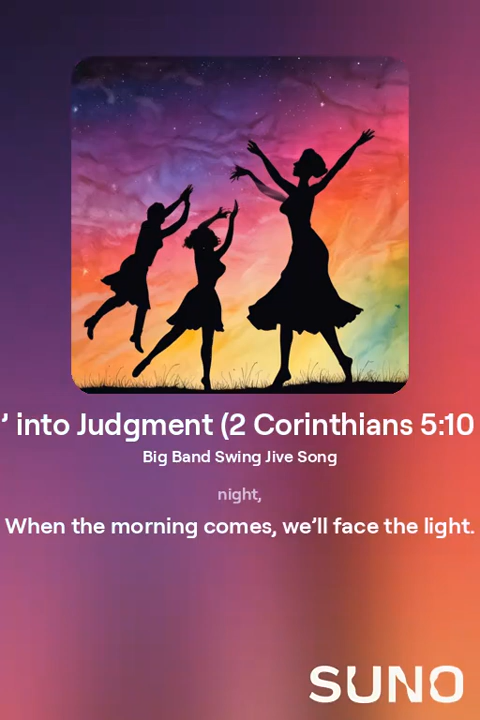 ’ into Judgment (2 Corinthians 5:10
Big Band Swing Jive Song
night,
When the morning comes, we’ll face the light.
SUNO